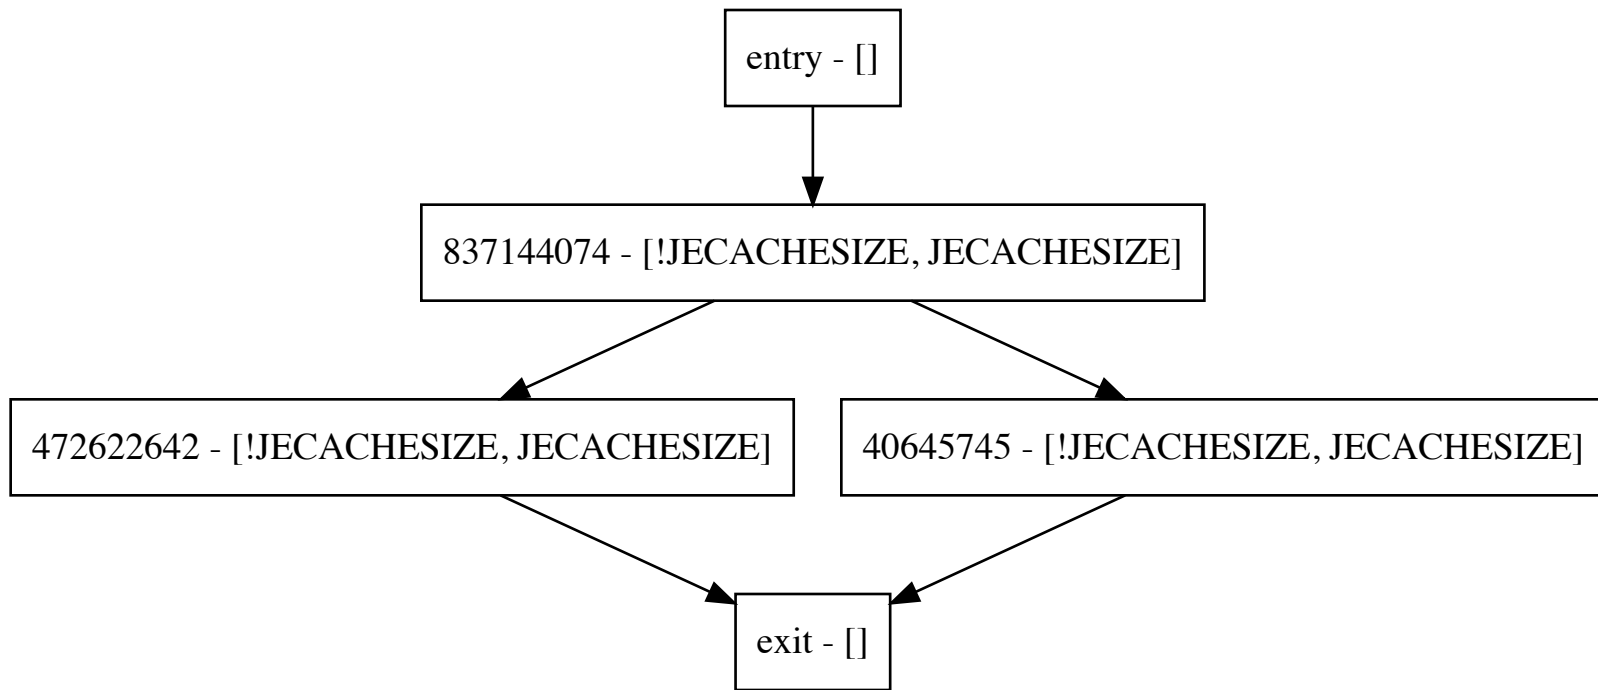 entry - []
837144074 - [!JECACHESIZE, JECACHESIZE]
472622642 - [!JECACHESIZE, JECACHESIZE]
40645745 - [!JECACHESIZE, JECACHESIZE]
exit - []